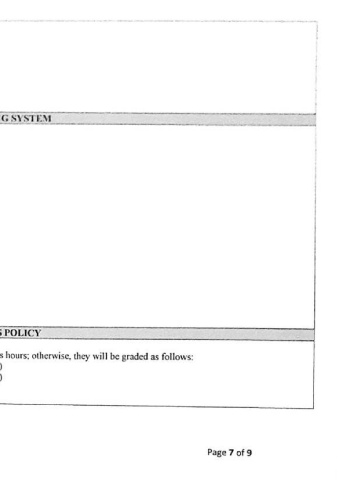 G SYSTEM
S POLICY
s hours; otherwise, they will be graded as follows:
)
)
Page 7 of 9